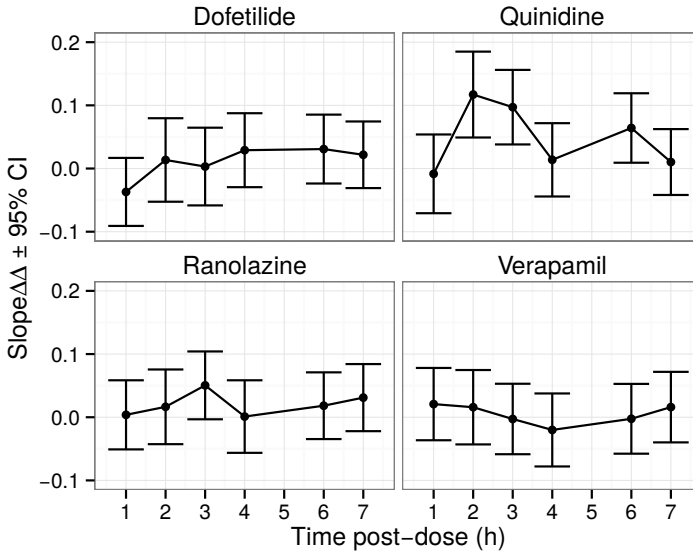 Dofetilide
Quinidine
0.2
0.1
0.0
−0.1
Ranolazine
Verapamil
0.2
0.1
0.0
−0.1
1 2 3 4 5 6 7
1 2 3 4 5 6 7
Time post−dose (h)
SlopeΔΔ ± 95% CI